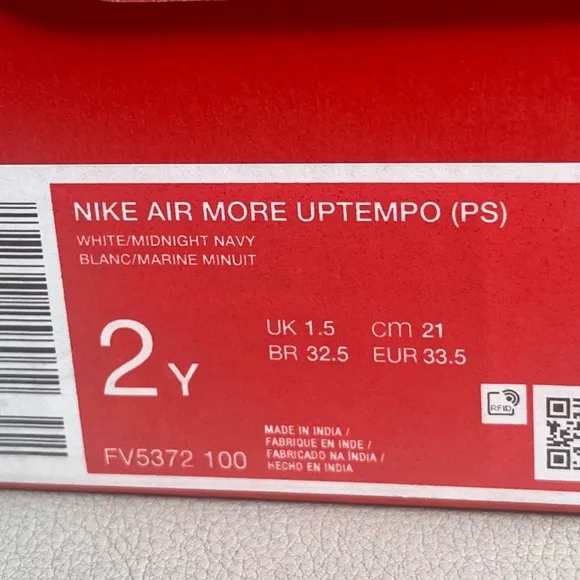 NIKE AIR MORE UPTEMPO (PS)
WHITE/MIDNIGHT NAVY
BLANC/MARINE MINUIT
2Y
UK 1.5 cm 21
BR 32.5 EUR 33.5
RFID
FV5372 100
MADE IN INDIA /
FABRIQUE EN INDE /
FABRICADO NA ÍNDIA /
HECHO EN INDIA